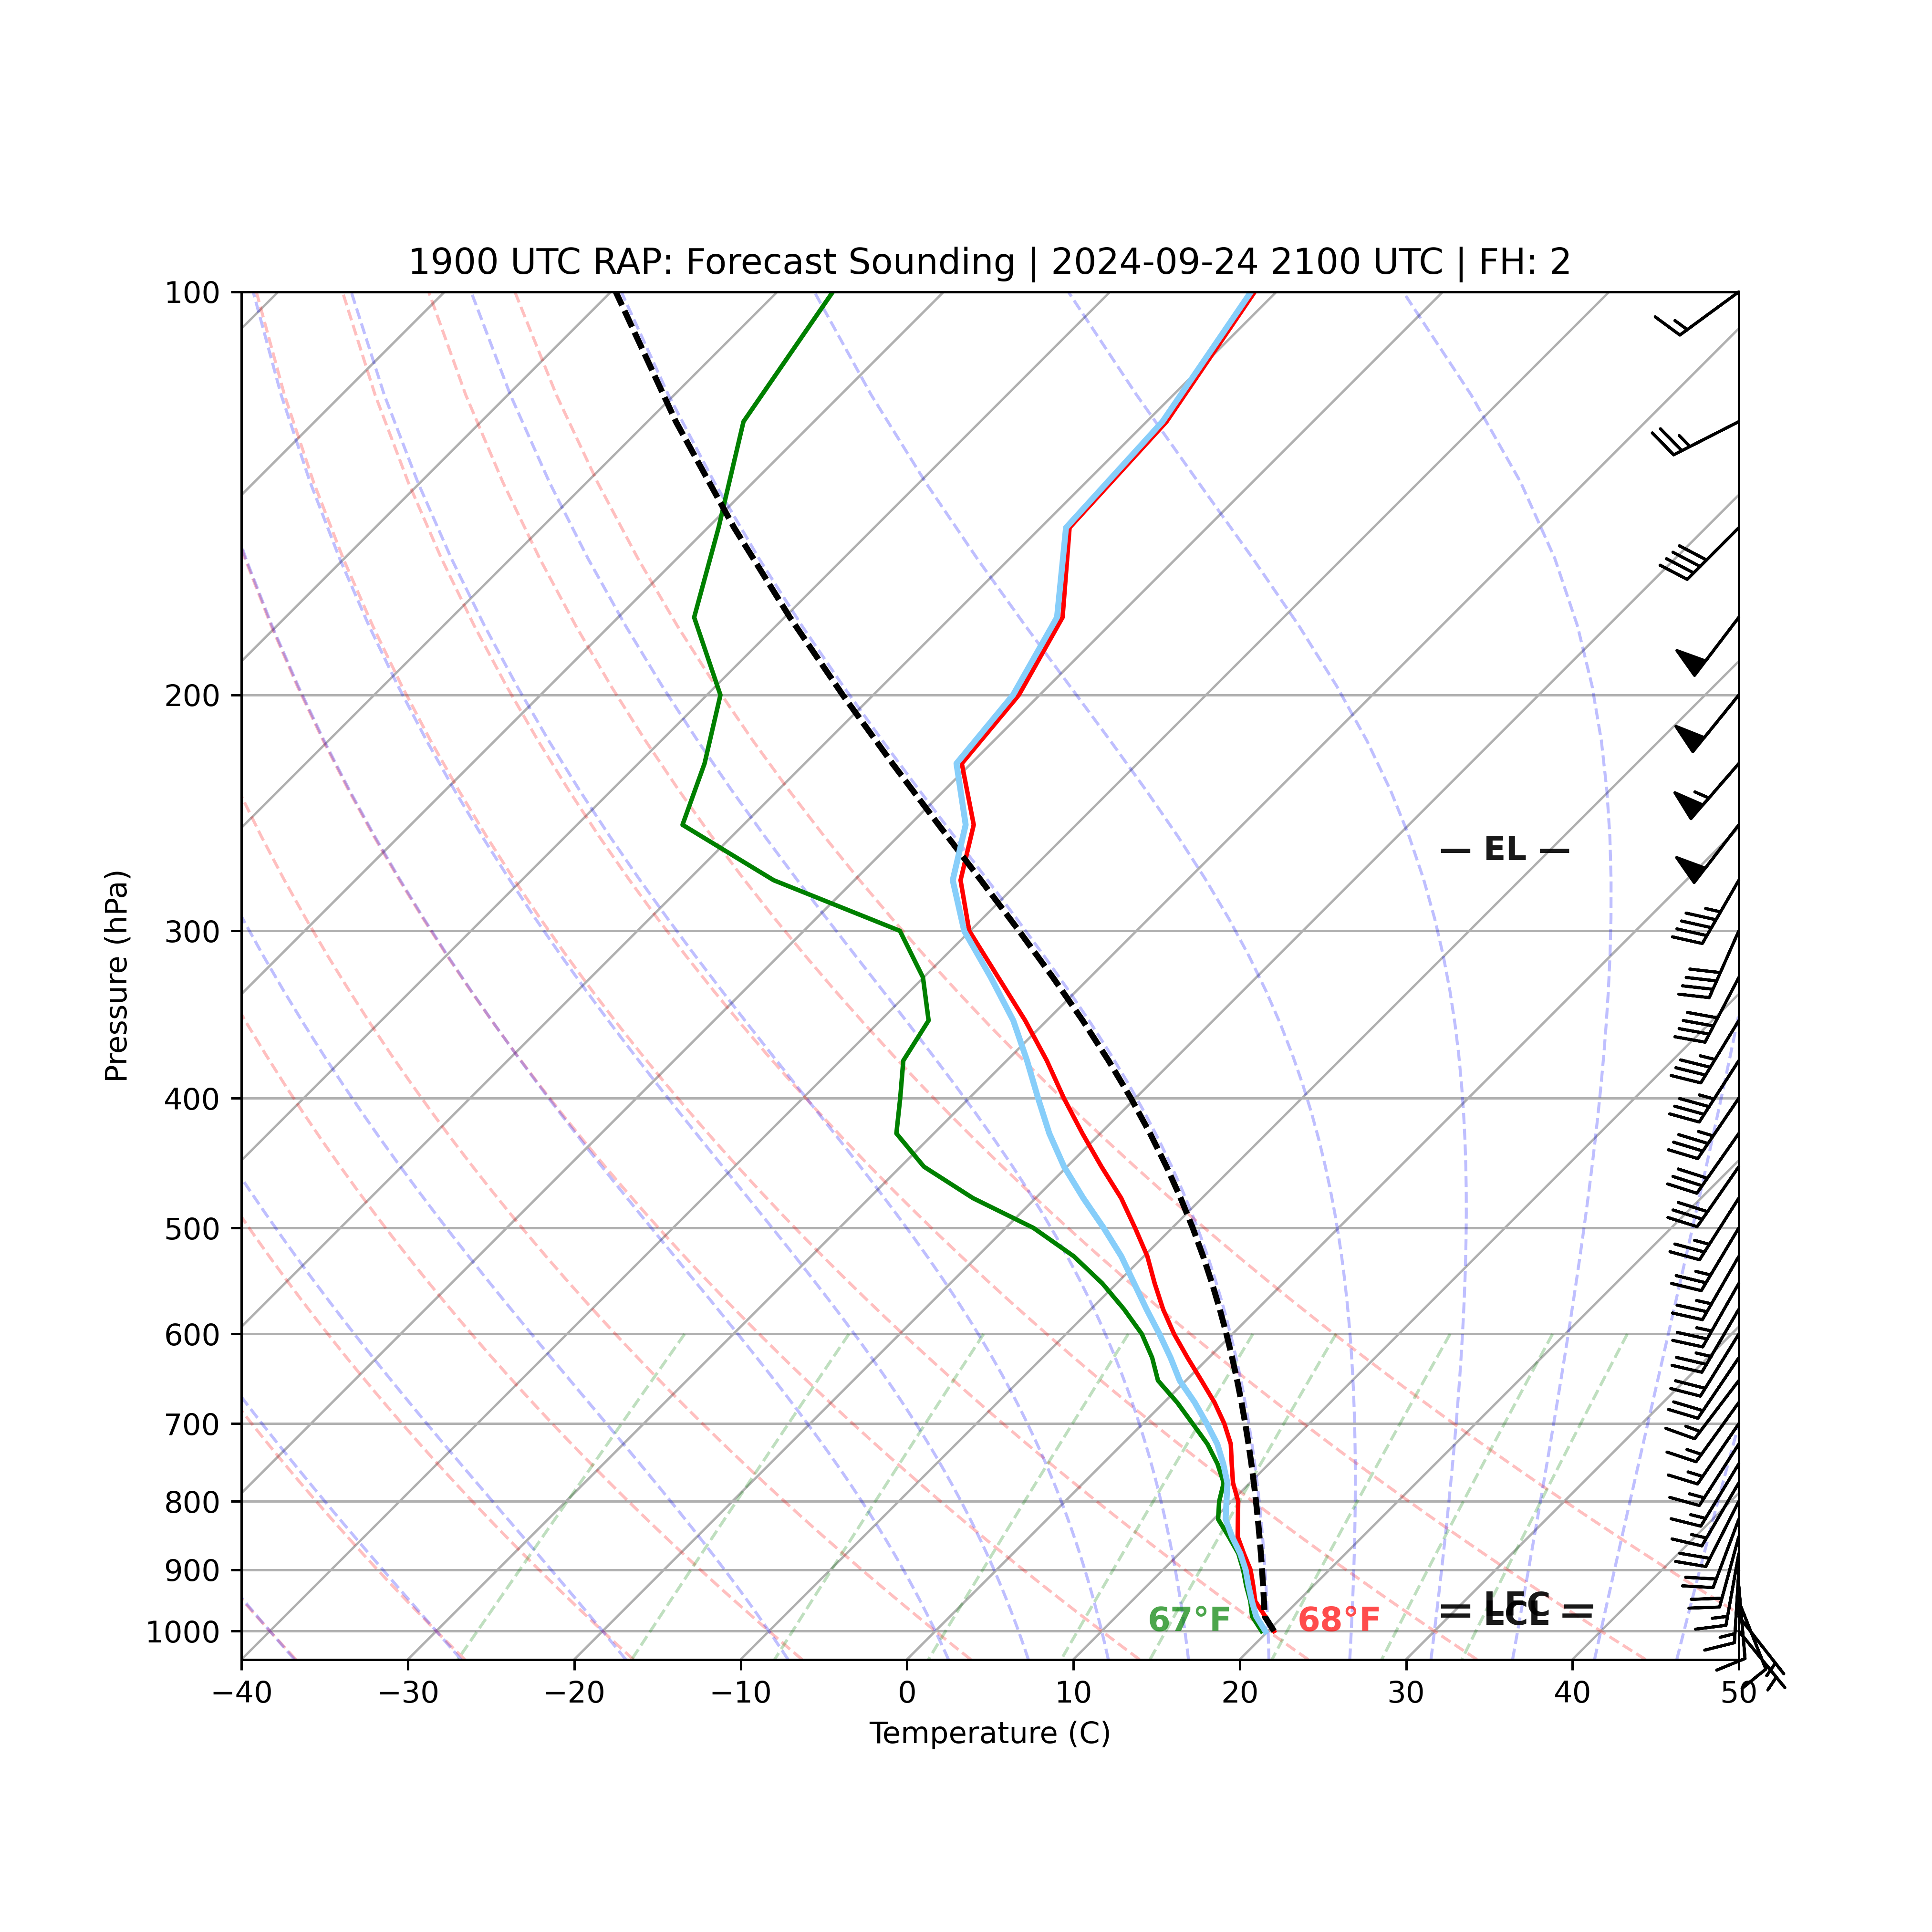 1900 UTC RAP: Forecast Sounding | 2024-09-24 2100 UTC | FH: 2
100
200
— EL —
300
Pressure (hPa)
400
500
600
700
800
900
— LFC —
— LCL —
67°F 68°F
1000
−40 −30 −20 −10 0 10 20 30 40 50
Temperature (C)